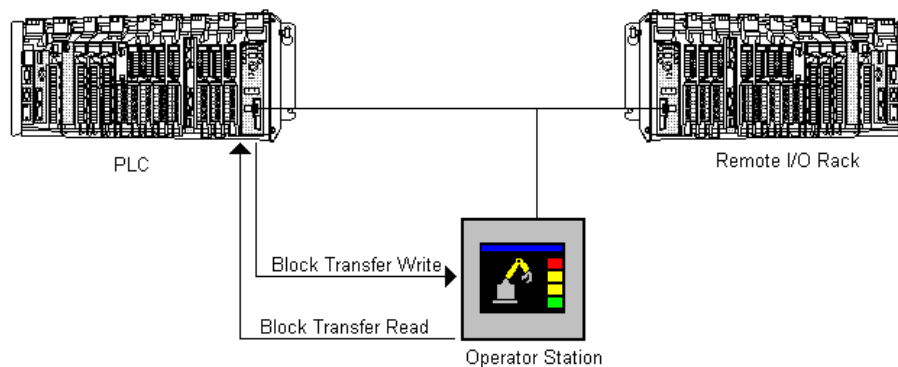 PLC
Remote I/O Rack
Block Transfer Write
Block Transfer Read
Operator Station